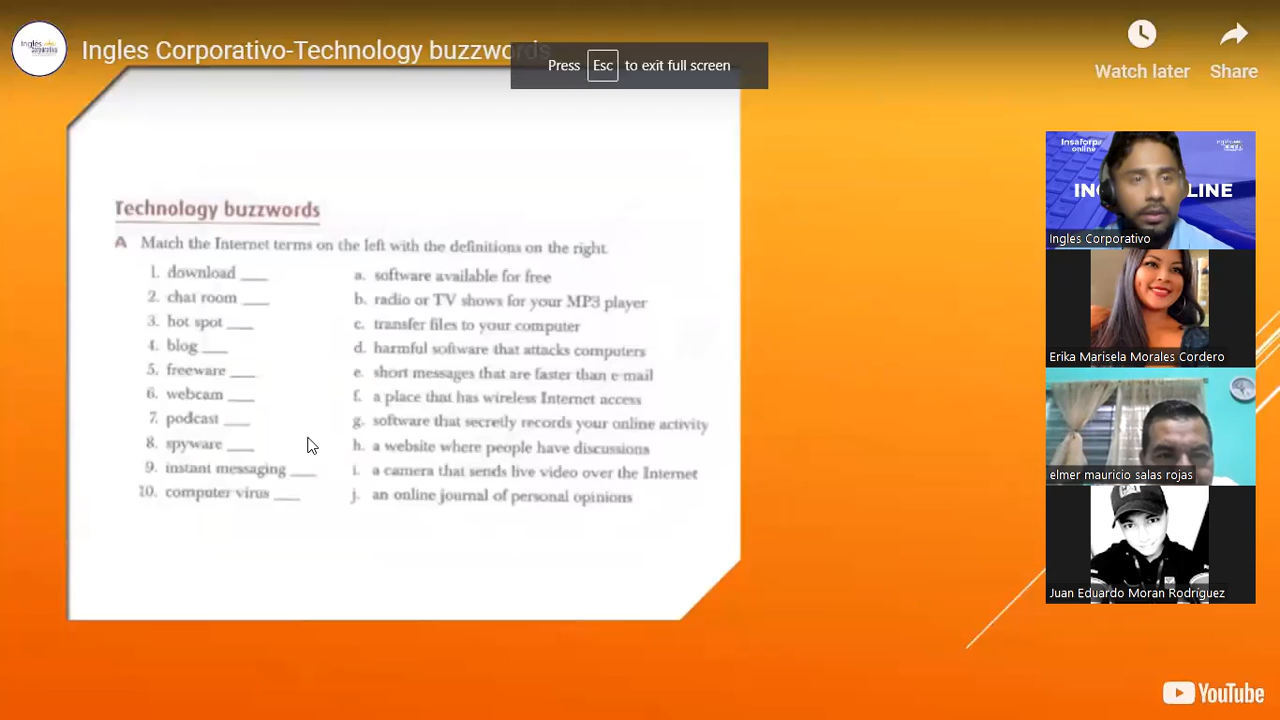 Ingles Corporativo-Technology buzzwords
Press Esc to exit full screen
Watch later
Share
Technology buzzwords
A Match the Internet terms on the left with the definitions on the right.
1. download ___
2. chat room ___
3. hot spot ___
4. blog ___
5. freeware ___
6. webcam ___
7. podcast ___
8. spyware ___
9. instant messaging ___
10. computer virus ___
a. software available for free
b. radio or TV shows for your MP3 player
c. transfer files to your computer
d. harmful software that attacks computers
e. short messages that are faster than e-mail
f. a place that has wireless Internet access
g. software that secretly records your online activity
h. a website where people have discussions
i. a camera that sends live video over the Internet
j. an online journal of personal opinions
Insaforp
online
Ingles Corporativo
Erika Marisela Morales Cordero
elmer mauricio salas rojas
Juan Eduardo Moran Rodríguez
YouTube